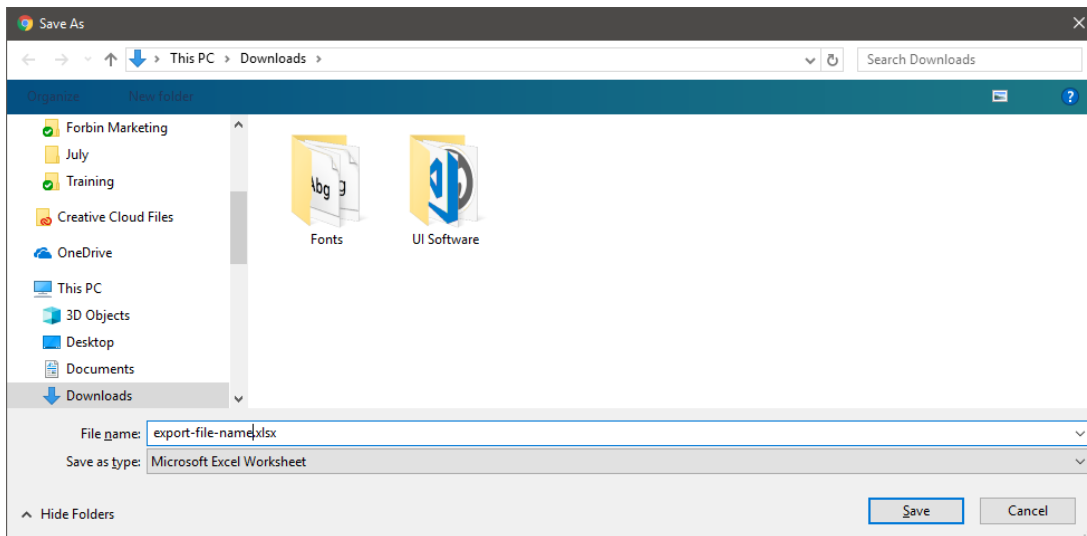 Save As
This PC > Downloads >
Search Downloads
Organize New folder
?
Forbin Marketing
July
Training
Creative Cloud Files
OneDrive
This PC
3D Objects
Desktop
Documents
Downloads
Abg g
Fonts
UI Software
File name: export-file-name.xlsx
Save as type: Microsoft Excel Worksheet
Hide Folders
Save
Cancel